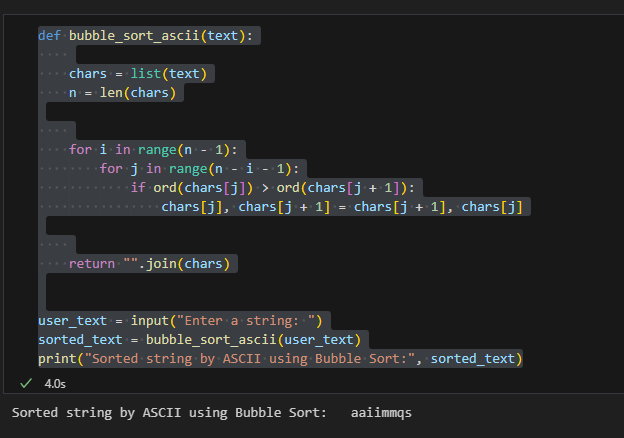 def bubble_sort_ascii(text):
    chars = list(text)
    n = len(chars)
    for i in range(n - 1):
        for j in range(n - i - 1):
            if ord(chars[j]) > ord(chars[j + 1]):
                chars[j], chars[j + 1] = chars[j + 1], chars[j]
    return "".join(chars)
user_text = input("Enter a string: ")
sorted_text = bubble_sort_ascii(user_text)
print("Sorted string by ASCII using Bubble Sort:", sorted_text)
4.0s
Sorted string by ASCII using Bubble Sort:   aaiimmqs